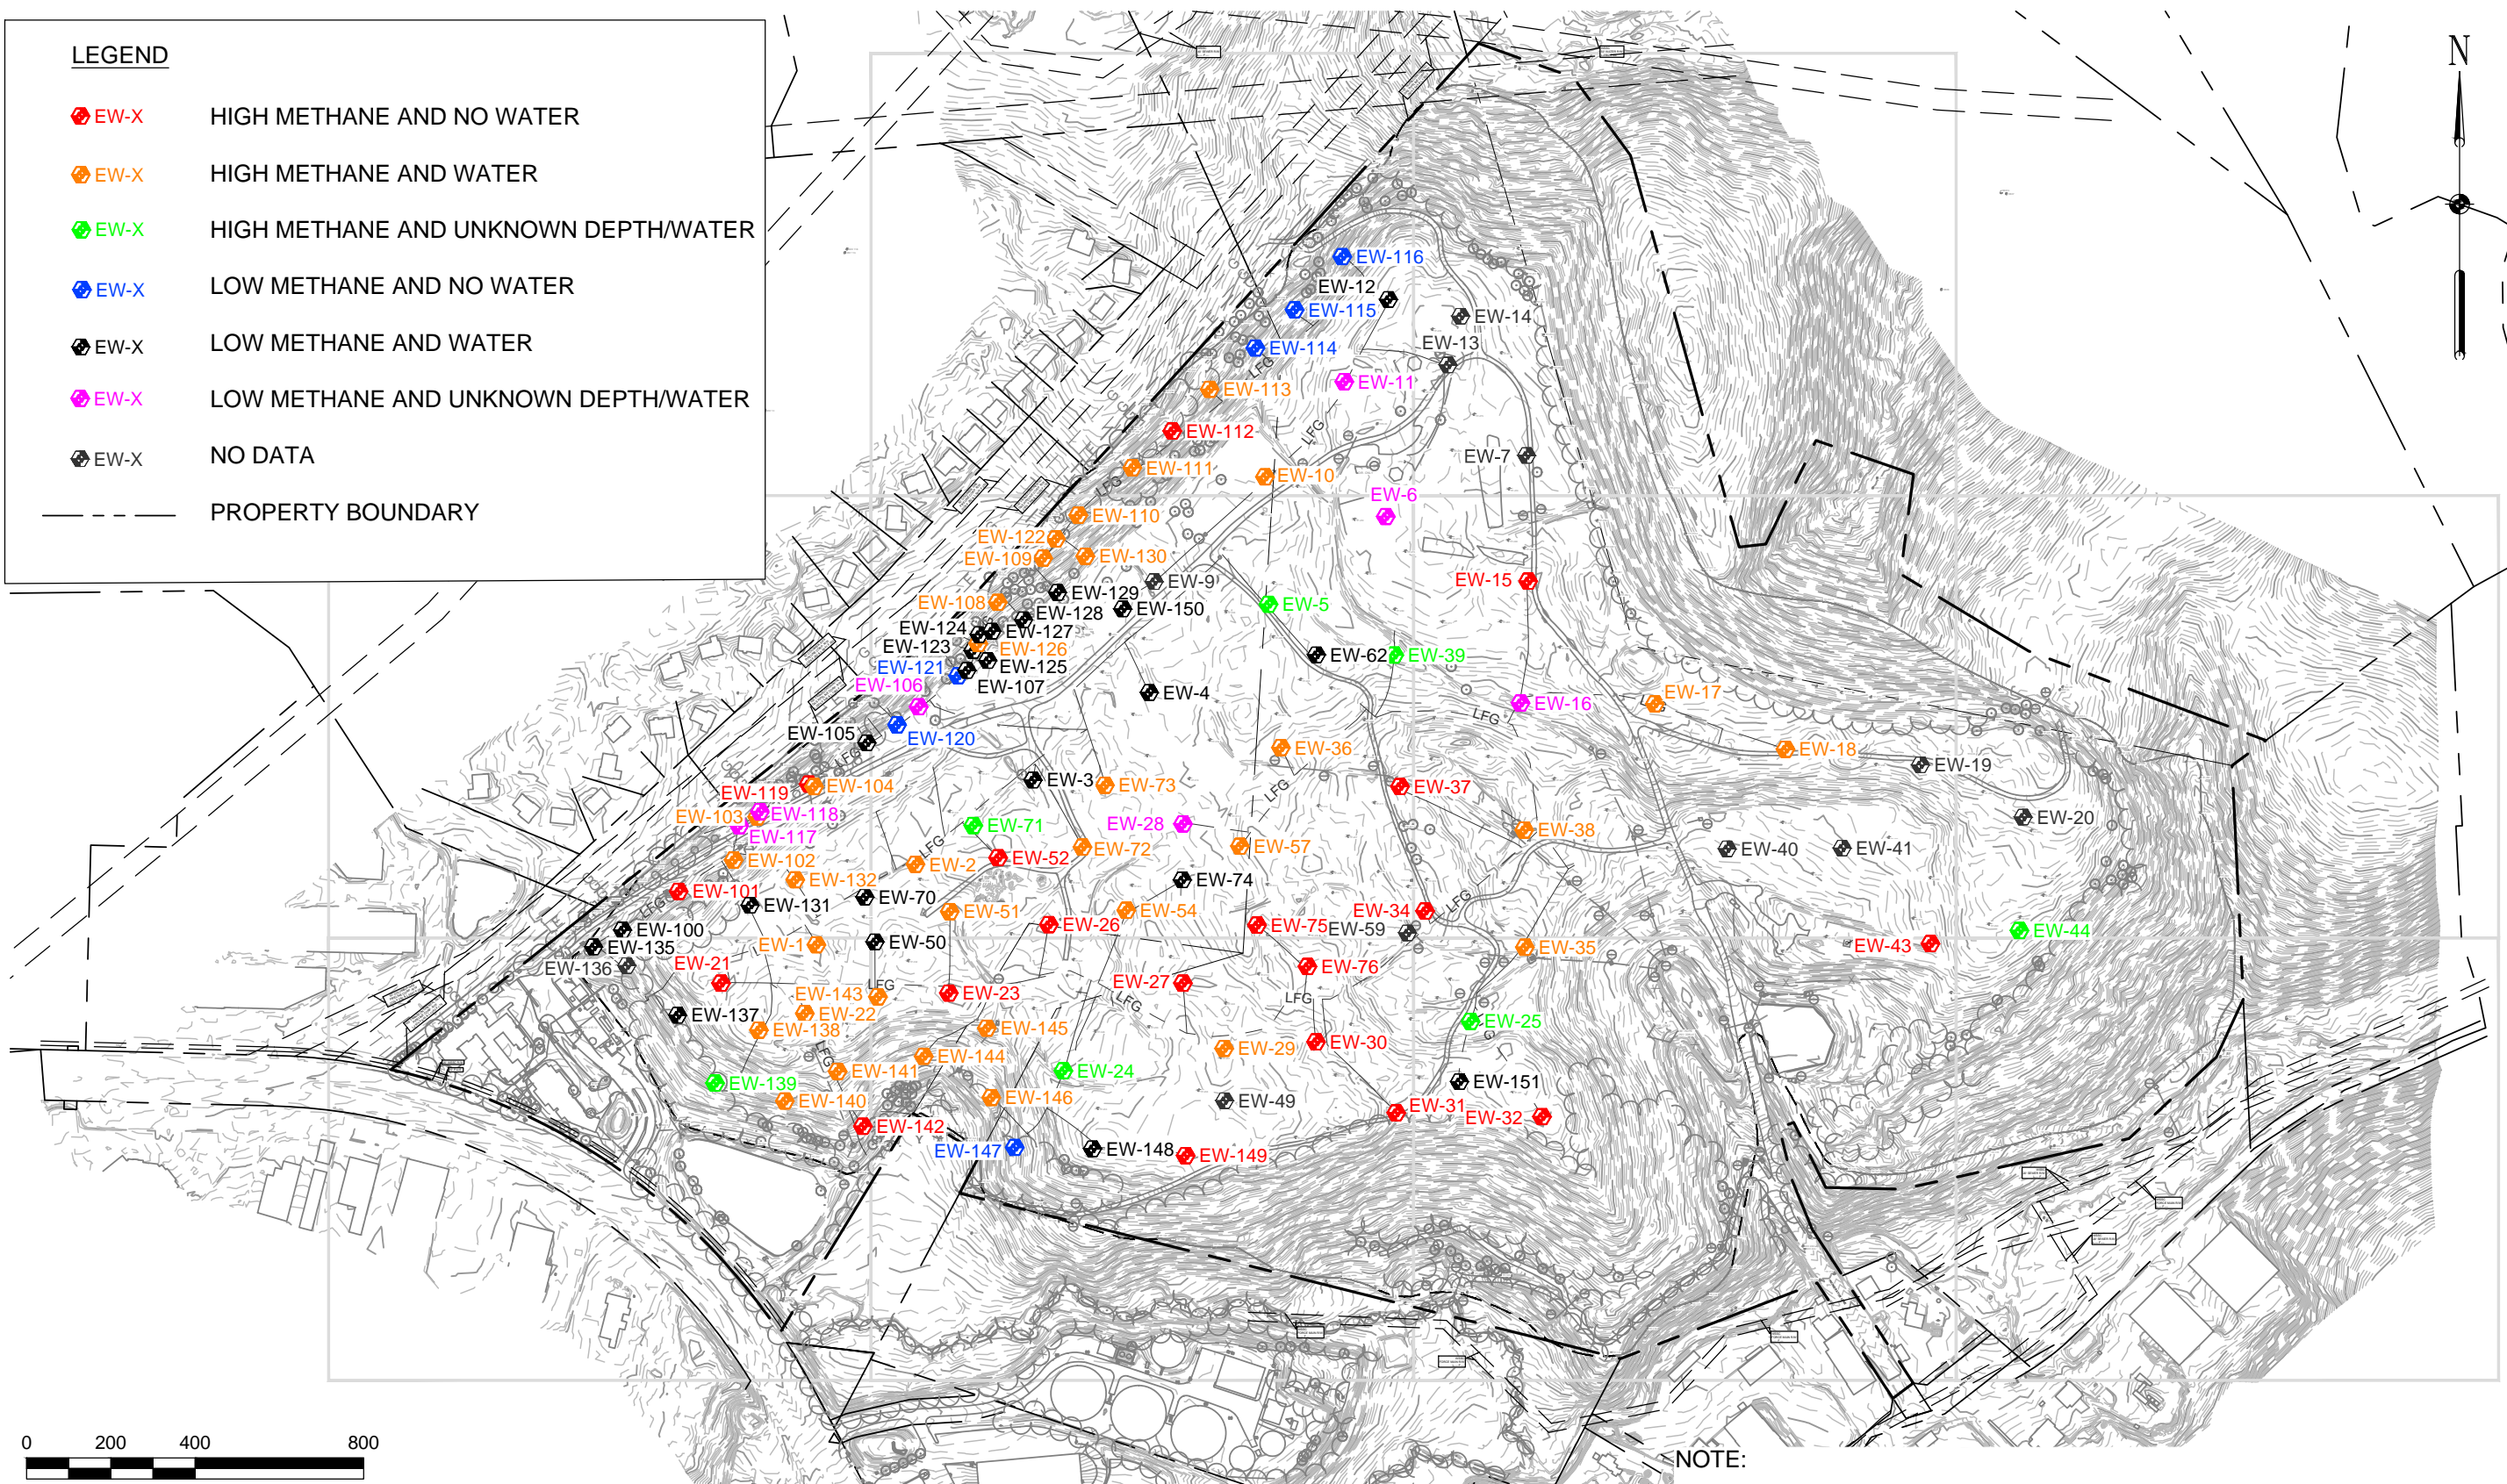 LEGEND
EW-X HIGH METHANE AND NO WATER
EW-X HIGH METHANE AND WATER
EW-X HIGH METHANE AND UNKNOWN DEPTH/WATER
EW-X LOW METHANE AND NO WATER
EW-X LOW METHANE AND WATER
EW-X LOW METHANE AND UNKNOWN DEPTH/WATER
EW-X NO DATA
PROPERTY BOUNDARY
N
EW-116
EW-12
EW-115
EW-14
EW-13
EW-114
LFG
EW-11
EW-113
EW-112
LFG
EW-7
EW-111
EW-10
LFG
EW-6
EW-110
EW-122
EW-109
EW-130
EW-15
EW-9
EW-129
EW-108
EW-150
EW-5
EW-128
EW-124
EW-127
EW-123
EW-126
EW-62
EW-39
EW-121
EW-125
EW-106
EW-107
EW-4
EW-17
EW-16
LFG
LFG
EW-105
EW-120
LFG
EW-36
EW-18
EW-19
EW-3
EW-73
EW-37
EW-119
EW-104
LFG
EW-103
EW-118
EW-20
EW-117
EW-71
EW-28
EW-38
LFG
EW-72
EW-57
EW-40
EW-41
EW-102
EW-2
EW-52
EW-132
EW-74
EW-101
EW-70
LFG
EW-131
EW-51
EW-54
EW-34
LFG
EW-26
EW-75
EW-59
EW-100
EW-44
EW-135
EW-1
EW-50
EW-35
EW-43
EW-136
EW-21
EW-76
LFG
EW-27
EW-143
EW-23
LFG
LFG
EW-137
EW-22
EW-25
EW-138
EW-145
EW-30
LFG
EW-144
EW-29
EW-141
EW-24
EW-139
EW-151
EW-140
EW-146
EW-49
EW-31
EW-32
EW-142
EW-147
EW-148
EW-149
0 200 400 800
NOTE: